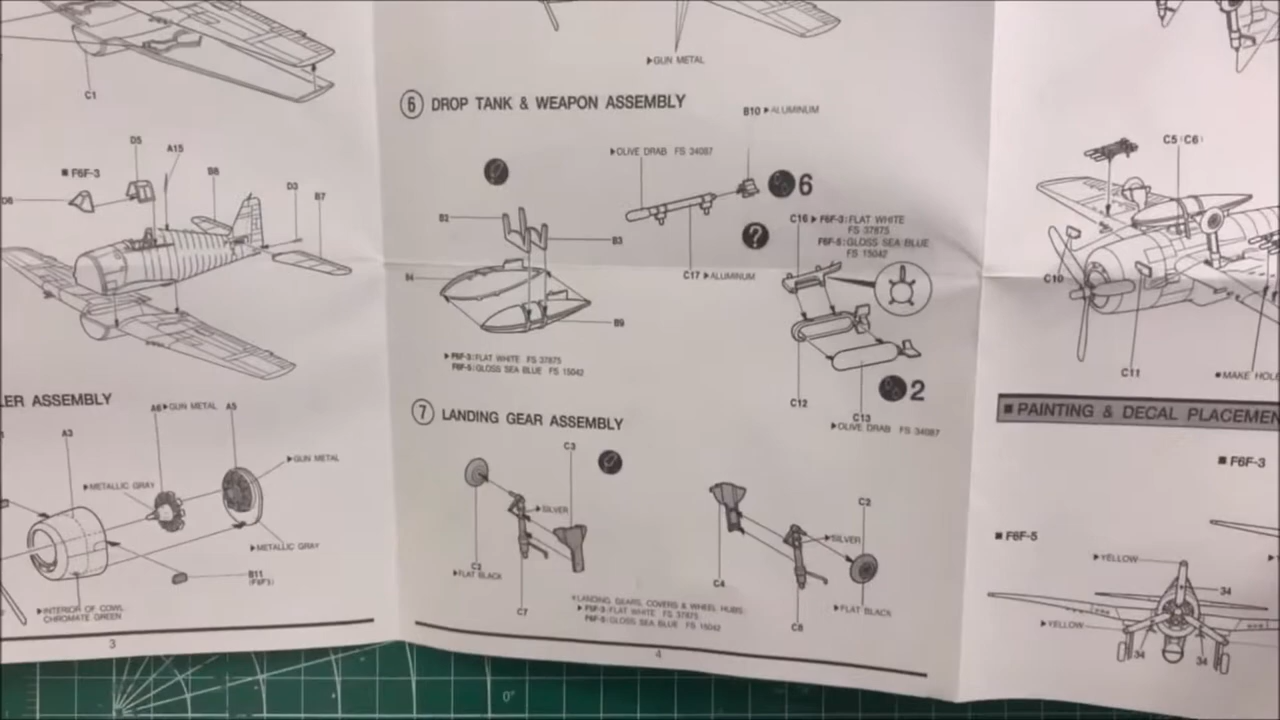 C1
D5
A15
■ F6F-3
D6
B8
D3
B7
LER ASSEMBLY
A3
A6▶GUN METAL
A5
▶GUN METAL
▶METALLIC GRAY
▶METALLIC GRAY
B11
▶INTERIOR OF COWL
CHROMATE GREEN
3
▶GUN METAL
6 DROP TANK & WEAPON ASSEMBLY
B10 ▶ALUMINUM
▶OLIVE DRAB FS 34087
6
B2
B3
?
C17 ▶ALUMINUM
C16 ▶ F6F-3:FLAT WHITE
FS 37875
F6F-5:GLOSS SEA BLUE
FS 15042
B9
▶ F6F-3:FLAT WHITE FS 37875
F6F-5:GLOSS SEA BLUE FS 15042
2
C12
C13
▶OLIVE DRAB FS 34087
7 LANDING GEAR ASSEMBLY
C3
▶SILVER
▶FLAT BLACK
C7
C4
C2
▶SILVER
▶FLAT BLACK
C8
*LANDING GEARS, COVERS & WHEEL HUBS:
▶ F6F-3:FLAT WHITE FS 37875
F6F-5:GLOSS SEA BLUE FS 15042
4
0°
C5(C6)
C10
C11
●MAKE HOLE
■ PAINTING & DECAL PLACEMEN
■ F6F-3
■ F6F-5
▶YELLOW
34
▶YELLOW
34
34